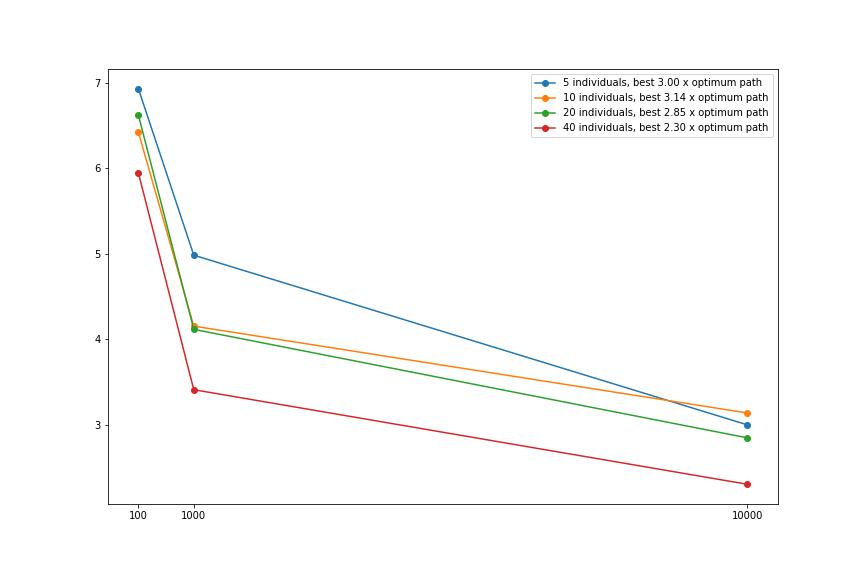 5 individuals, best 3.00 x optimum path
10 individuals, best 3.14 x optimum path
20 individuals, best 2.85 x optimum path
40 individuals, best 2.30 x optimum path
7
6
5
4
3
100 1000 10000